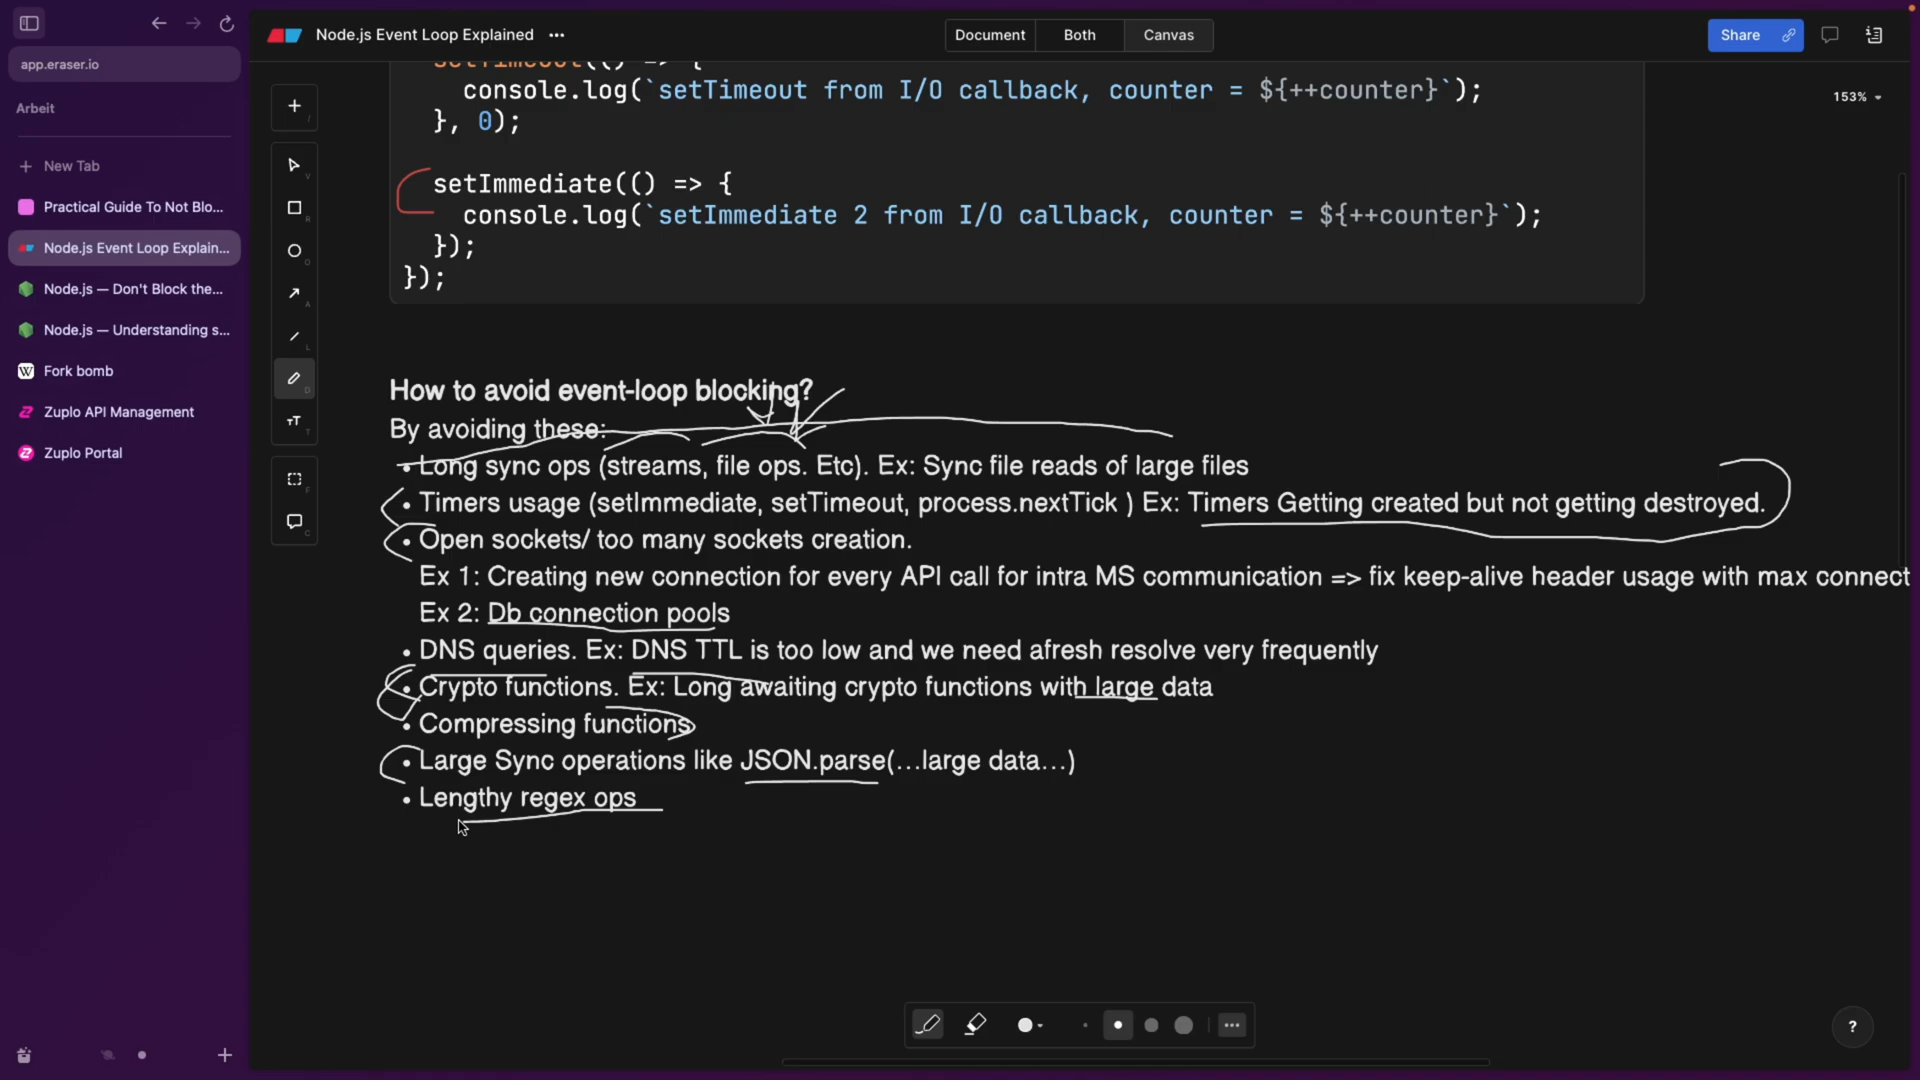 app.eraser.io
Arbeit
New Tab
Practical Guide To Not Blo...
Node.js Event Loop Explain...
Node.js — Don't Block the...
Node.js — Understanding s...
Fork bomb
Zuplo API Management
Zuplo Portal
Node.js Event Loop Explained
Document
Both
Canvas
Share
153%
setTimeout(() => {
console.log(`setTimeout from I/O callback, counter = ${++counter}`);
}, 0);
setImmediate(() => {
console.log(`setImmediate 2 from I/O callback, counter = ${++counter}`);
});
});
How to avoid event-loop blocking?
By avoiding these:
• Long sync ops (streams, file ops. Etc). Ex: Sync file reads of large files
• Timers usage (setImmediate, setTimeout, process.nextTick ) Ex: Timers Getting created but not getting destroyed.
• Open sockets/ too many sockets creation.
Ex 1: Creating new connection for every API call for intra MS communication => fix keep-alive header usage with max connect
Ex 2: Db connection pools
• DNS queries. Ex: DNS TTL is too low and we need afresh resolve very frequently
• Crypto functions. Ex: Long awaiting crypto functions with large data
• Compressing functions
• Large Sync operations like JSON.parse(...large data...)
• Lengthy regex ops
V
R
O
A
L
D
T
F
C
?